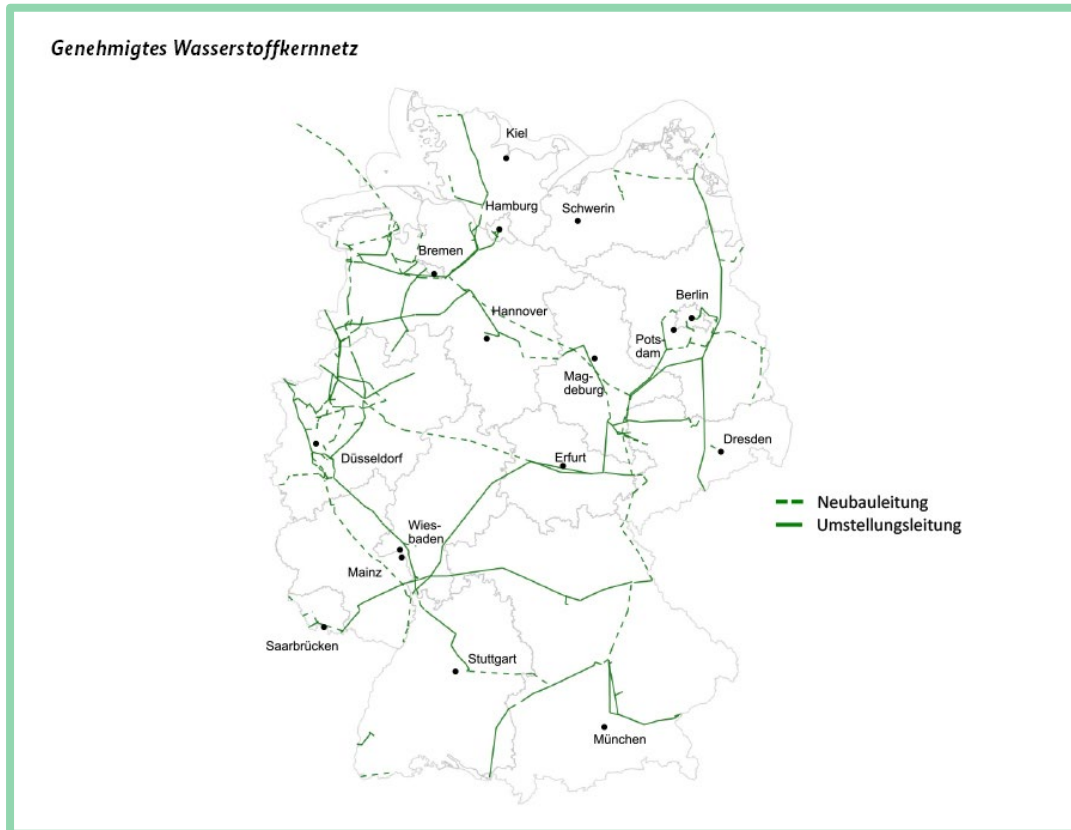 Genehmigtes Wasserstoffkernnetz
Kiel
Hamburg
Schwerin
Bremen
Hannover
Berlin
Pots-
dam
Mag-
deburg
Düsseldorf
Erfurt
Dresden
Neubauleitung
Umstellungsleitung
Wies-
baden
Mainz
Saarbrücken
Stuttgart
München